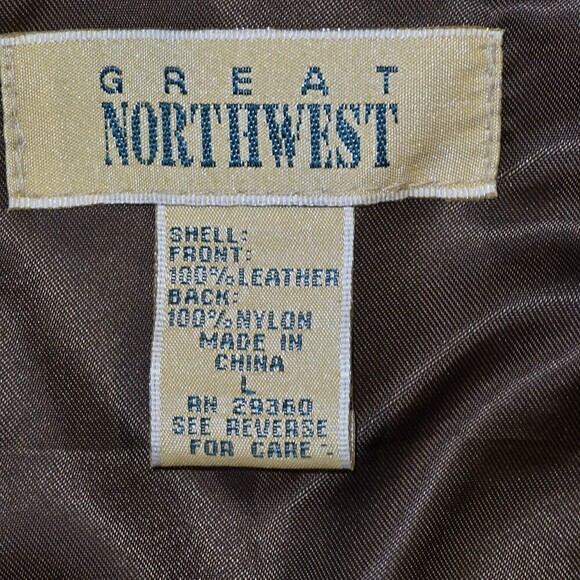 GREAT
NORTHWEST
SHELL:
FRONT:
100% LEATHER
BACK:
100% NYLON
MADE IN
CHINA
L
RN 29360
SEE REVERSE
FOR CARE -